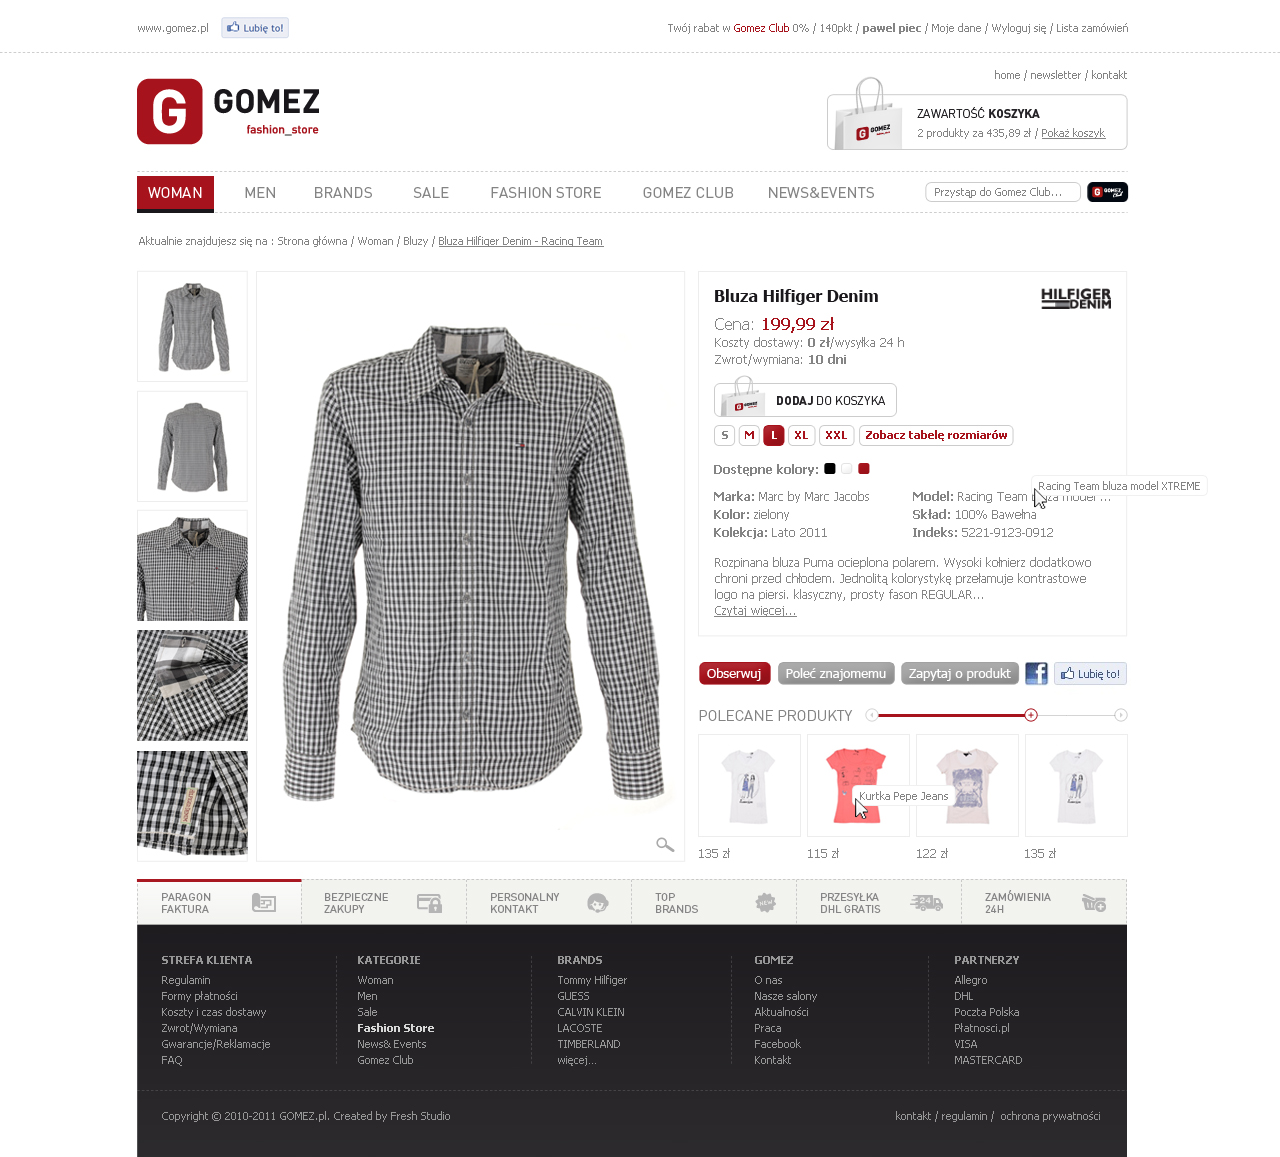 www.gomez.pl
Lubię to!
Twój rabat w Gomez Club 0% / 140pkt / pawel piec / Moje dane / Wyloguj się / Lista zamówień
home / newsletter / kontakt
G GOMEZ
fashion_store
ZAWARTOŚĆ KOSZYKA
2 produkty za 435,89 zł / Pokaż koszyk
WOMAN MEN BRANDS SALE FASHION STORE GOMEZ CLUB NEWS&EVENTS
Przystąp do Gomez Club...
G GOMEZ Club
Aktualnie znajdujesz się na : Strona główna / Woman / Bluzy / Bluza Hilfiger Denim - Racing Team
Bluza Hilfiger Denim
HILFIGER
DENIM
Cena: 199,99 zł
Koszty dostawy: 0 zł/wysyłka 24 h
Zwrot/wymiana: 10 dni
G GOMEZ
DODAJ DO KOSZYKA
S M L XL XXL Zobacz tabelę rozmiarów
Dostępne kolory:
Marka: Marc by Marc Jacobs
Model: Racing Team bluza model ...
Racing Team bluza model XTREME
Kolor: zielony
Skład: 100% Bawełna
Kolekcja: Lato 2011
Indeks: 5221-9123-0912
Rozpinana bluza Puma ocieplona polarem. Wysoki kołnierz dodatkowo
chroni przed chłodem. Jednolitą kolorystykę przełamuje kontrastowe
logo na piersi. klasyczny, prosty fason REGULAR...
Czytaj więcej...
Obserwuj Poleć znajomemu Zapytaj o produkt f Lubię to!
POLECANE PRODUKTY
Kurtka Pepe Jeans
135 zł 115 zł 122 zł 135 zł
PARAGON
FAKTURA
BEZPIECZNE
ZAKUPY
PERSONALNY
KONTAKT
TOP
BRANDS
NEW
PRZESYŁKA
DHL GRATIS
24
ZAMÓWIENIA
24H
STREFA KLIENTA
Regulamin
Formy płatności
Koszty i czas dostawy
Zwrot/Wymiana
Gwarancje/Reklamacje
FAQ
KATEGORIE
Woman
Men
Sale
Fashion Store
News& Events
Gomez Club
BRANDS
Tommy Hilfiger
GUESS
CALVIN KLEIN
LACOSTE
TIMBERLAND
więcej...
GOMEZ
O nas
Nasze salony
Aktualności
Praca
Facebook
Kontakt
PARTNERZY
Allegro
DHL
Poczta Polska
Płatnosci.pl
VISA
MASTERCARD
Copyright © 2010-2011 GOMEZ.pl. Created by Fresh Studio
kontakt / regulamin / ochrona prywatności